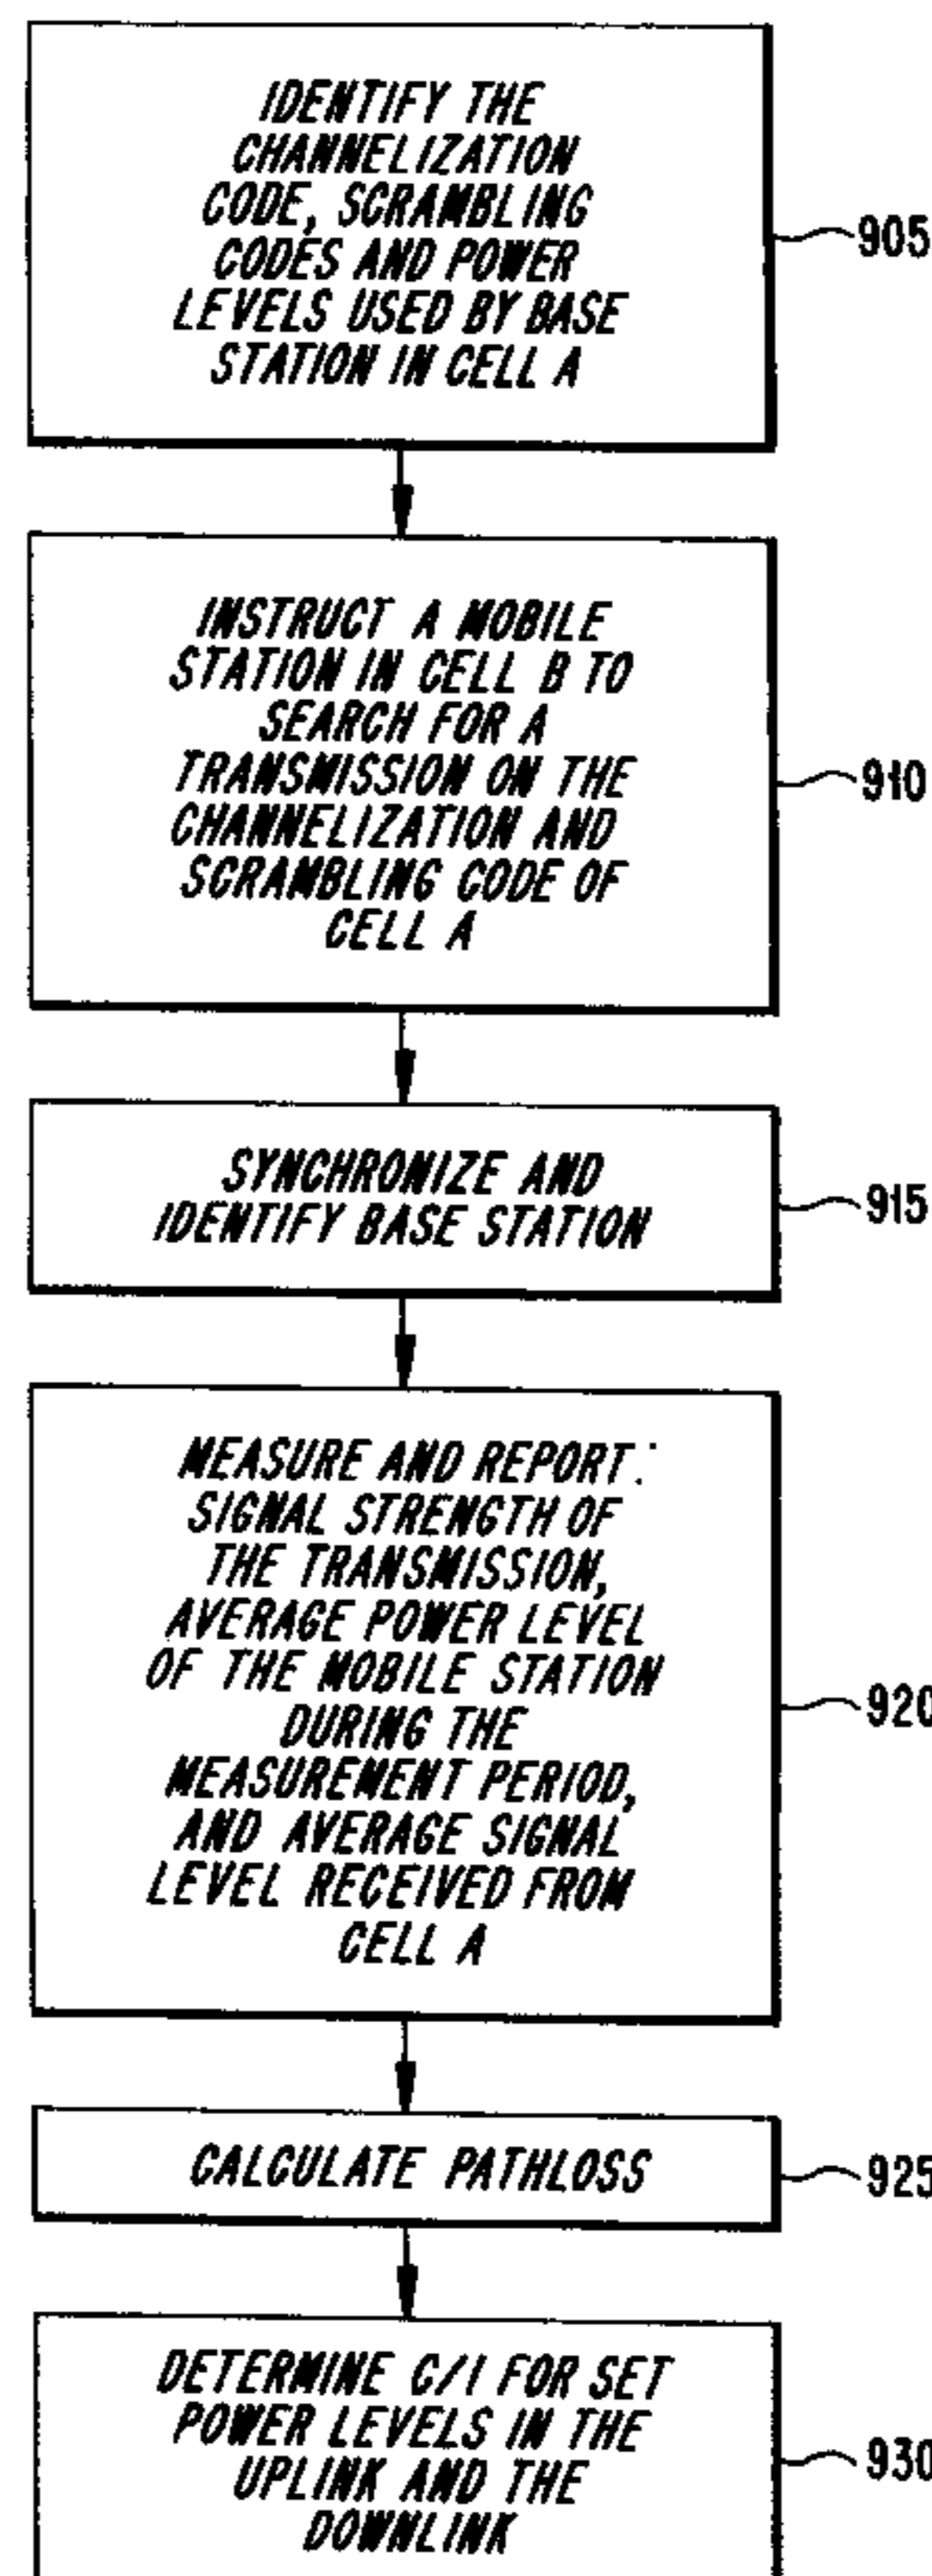 IDENTIFY THE
CHANNELIZATION
CODE, SCRAMBLING
CODES AND POWER
LEVELS USED BY BASE
STATION IN CELL A
905
INSTRUCT A MOBILE
STATION IN CELL B TO
SEARCH FOR A
TRANSMISSION ON THE
CHANNELIZATION AND
SCRAMBLING CODE OF
CELL A
910
SYNCHRONIZE AND
IDENTIFY BASE STATION
915
MEASURE AND REPORT:
SIGNAL STRENGTH OF
THE TRANSMISSION,
AVERAGE POWER LEVEL
OF THE MOBILE STATION
DURING THE
MEASUREMENT PERIOD,
AND AVERAGE SIGNAL
LEVEL RECEIVED FROM
CELL A
920
CALCULATE PATHLOSS
925
DETERMINE C/I FOR SET
POWER LEVELS IN THE
UPLINK AND THE
DOWNLINK
930